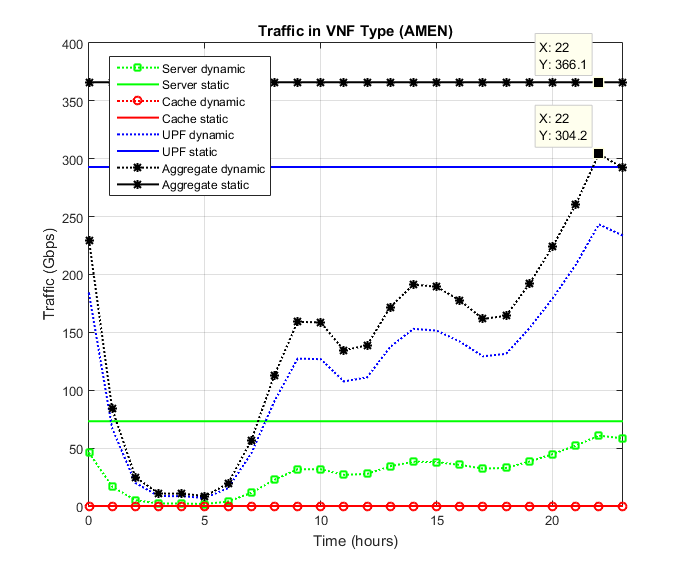 Traffic in VNF Type (AMEN)
X: 22
Y: 366.1
X: 22
Y: 304.2
Server dynamic
Server static
Cache dynamic
Cache static
UPF dynamic
UPF static
Aggregate dynamic
Aggregate static
400
350
300
250
200
150
100
50
0
Traffic (Gbps)
0
5
10
15
20
Time (hours)